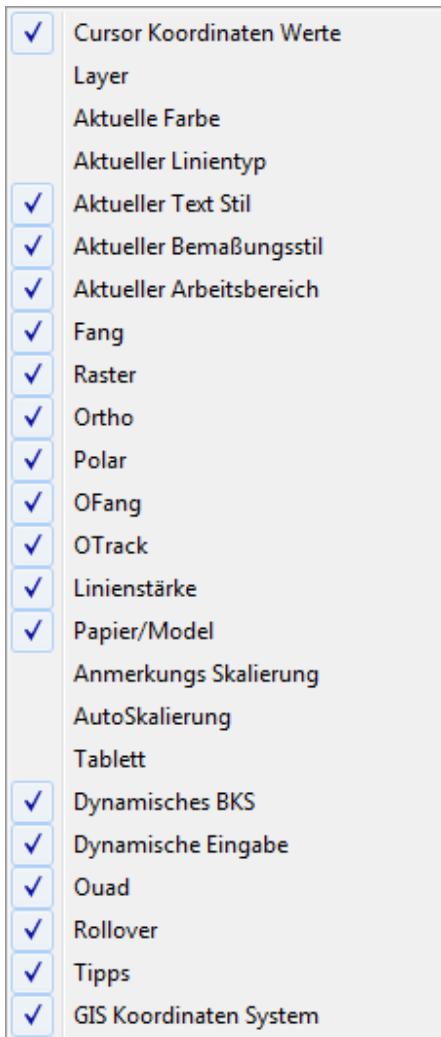 Cursor Koordinaten Werte
Layer
Aktuelle Farbe
Aktueller Linientyp
Aktueller Text Stil
Aktueller Bemaßungsstil
Aktueller Arbeitsbereich
Fang
Raster
Ortho
Polar
OFang
OTrack
Linienstärke
Papier/Model
Anmerkungs Skalierung
AutoSkalierung
Tablett
Dynamisches BKS
Dynamische Eingabe
Quad
Rollover
Tipps
GIS Koordinaten System